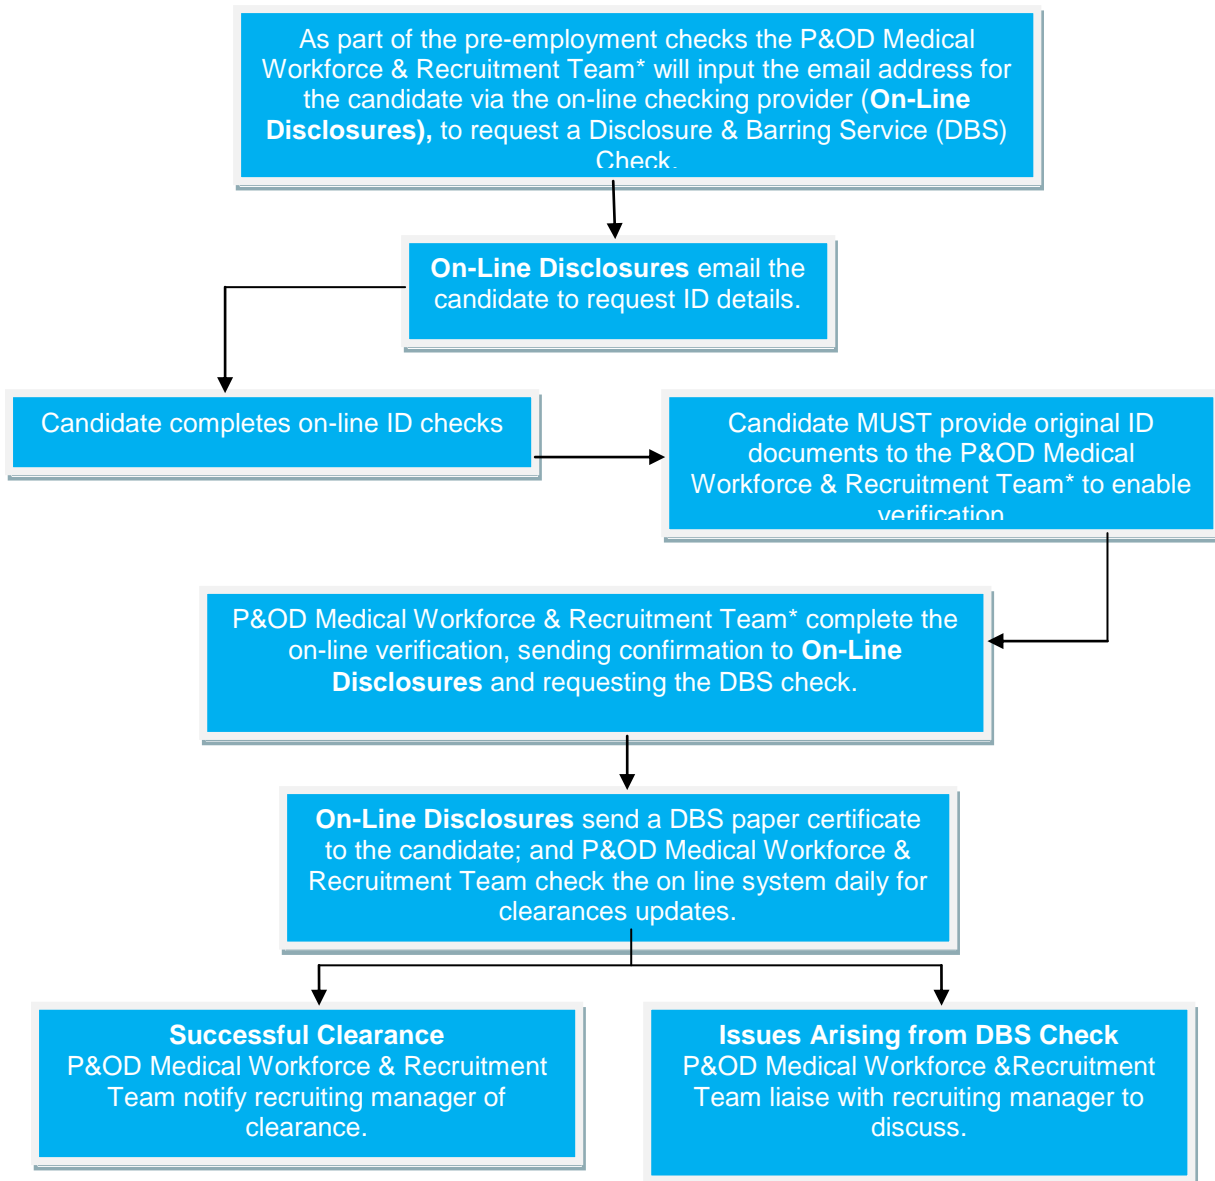 As part of the pre-employment checks the P&OD Medical
Workforce & Recruitment Team* will input the email address for
the candidate via the on-line checking provider (On-Line
Disclosures), to request a Disclosure & Barring Service (DBS)
Check.
On-Line Disclosures email the
candidate to request ID details.
Candidate completes on-line ID checks
Candidate MUST provide original ID
documents to the P&OD Medical
Workforce & Recruitment Team* to enable
verification
P&OD Medical Workforce & Recruitment Team* complete the
on-line verification, sending confirmation to On-Line
Disclosures and requesting the DBS check.
On-Line Disclosures send a DBS paper certificate
to the candidate; and P&OD Medical Workforce &
Recruitment Team check the on line system daily for
clearances updates.
Successful Clearance
P&OD Medical Workforce & Recruitment
Team notify recruiting manager of
clearance.
Issues Arising from DBS Check
P&OD Medical Workforce &Recruitment
Team liaise with recruiting manager to
discuss.